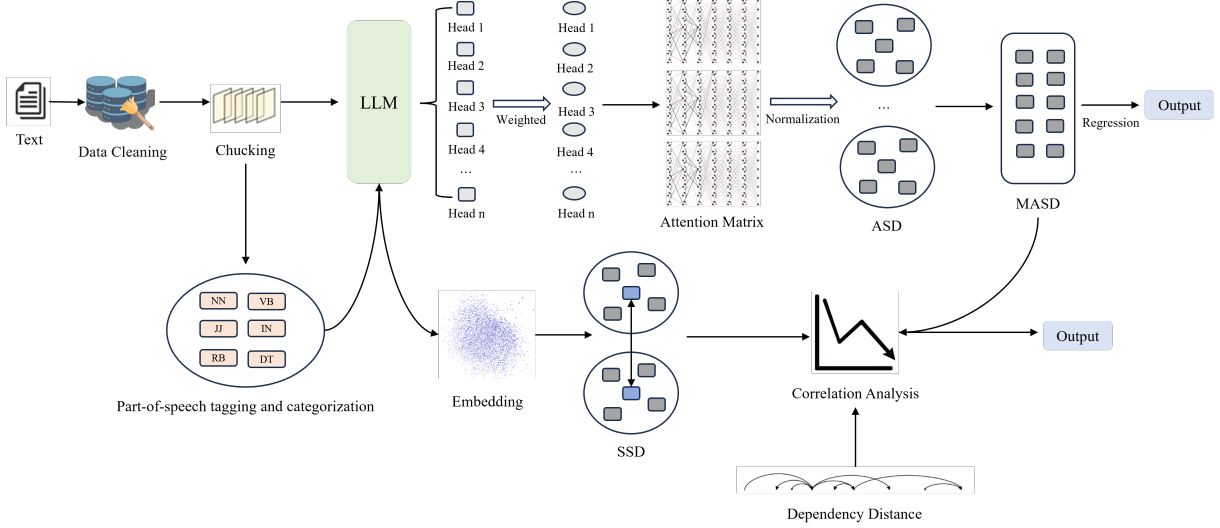 Text
Data Cleaning
Chucking
LLM
Head 1
Head 2
Head 3
Head 4
...
Head n
Weighted
Head 1
Head 2
Head 3
Head 4
...
Head n
Attention Matrix
Normalization
...
ASD
MASD
Regression
Output
NN
VB
JJ
IN
RB
DT
Part-of-speech tagging and categorization
Embedding
SSD
Correlation Analysis
Output
Dependency Distance